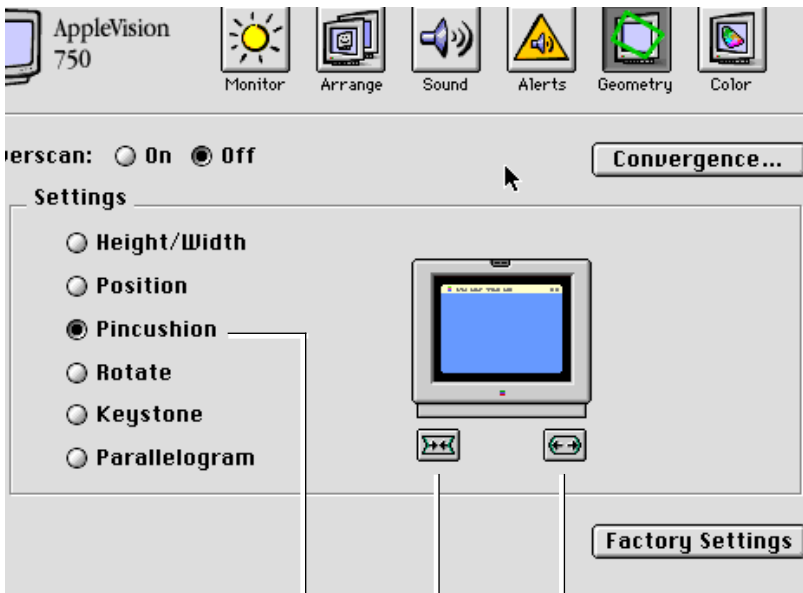 AppleVision
750
Monitor
Arrange
Sound
Alerts
Geometry
Color
verscan: On Off
Convergence...
Settings
Height/Width
Position
Pincushion
Rotate
Keystone
Parallelogram
Factory Settings